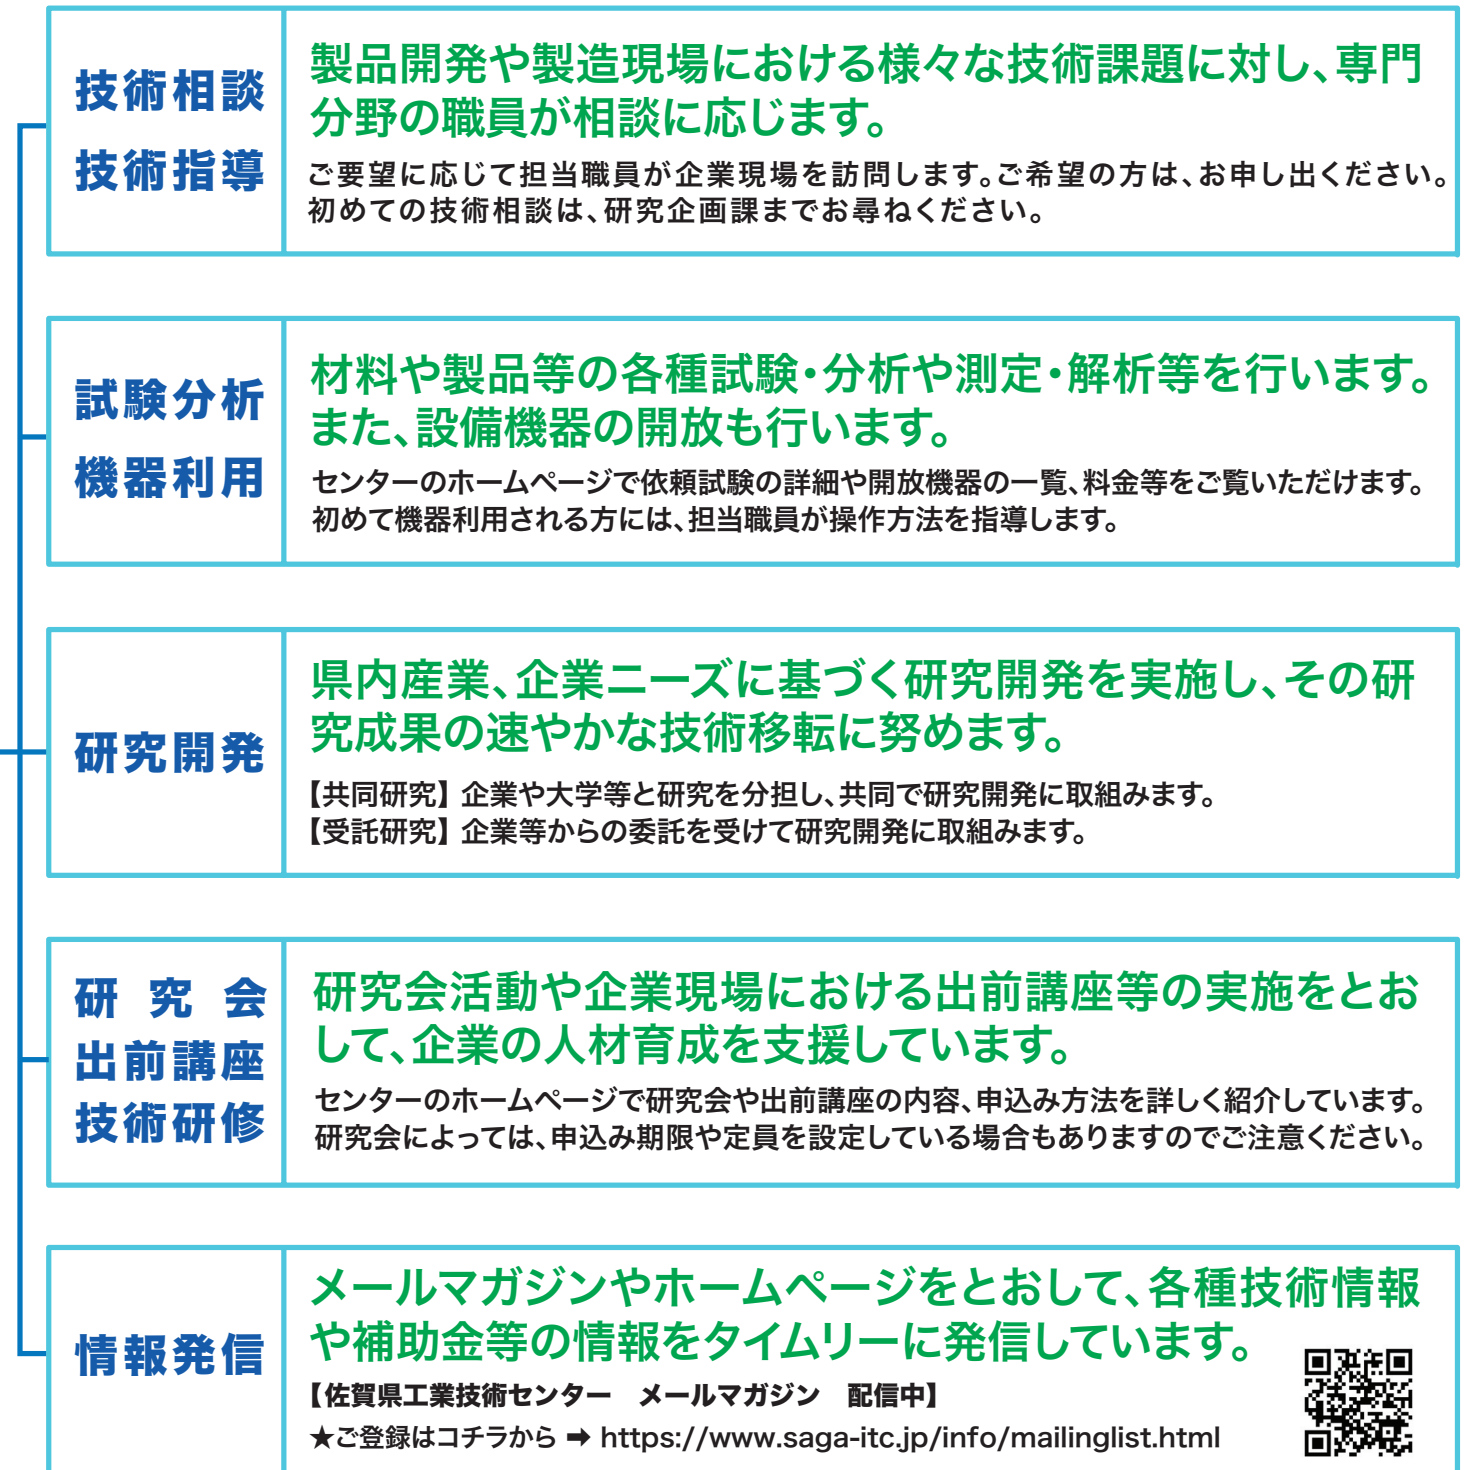 技術相談
技術指導
製品開発や製造現場における様々な技術課題に対し、専門
分野の職員が相談に応じます。
ご要望に応じて担当職員が企業現場を訪問します。ご希望の方は、お申し出ください。
初めての技術相談は、研究企画課までお尋ねください。
試験分析
機器利用
材料や製品等の各種試験・分析や測定・解析等を行います。
また、設備機器の開放も行います。
センターのホームページで依頼試験の詳細や開放機器の一覧、料金等をご覧いただけます。
初めて機器利用される方には、担当職員が操作方法を指導します。
研究開発
県内産業、企業ニーズに基づく研究開発を実施し、その研
究成果の速やかな技術移転に努めます。
【共同研究】企業や大学等と研究を分担し、共同で研究開発に取組みます。
【受託研究】企業等からの委託を受けて研究開発に取組みます。
研究会
出前講座
技術研修
研究会活動や企業現場における出前講座等の実施をとお
して、企業の人材育成を支援しています。
センターのホームページで研究会や出前講座の内容、申込み方法を詳しく紹介しています。
研究会によっては、申込み期限や定員を設定している場合もありますのでご注意ください。
情報発信
メールマガジンやホームページをとおして、各種技術情報
や補助金等の情報をタイムリーに発信しています。
【佐賀県工業技術センター　メールマガジン　配信中】
★ご登録はコチラから ➡ https://www.saga-itc.jp/info/mailinglist.html